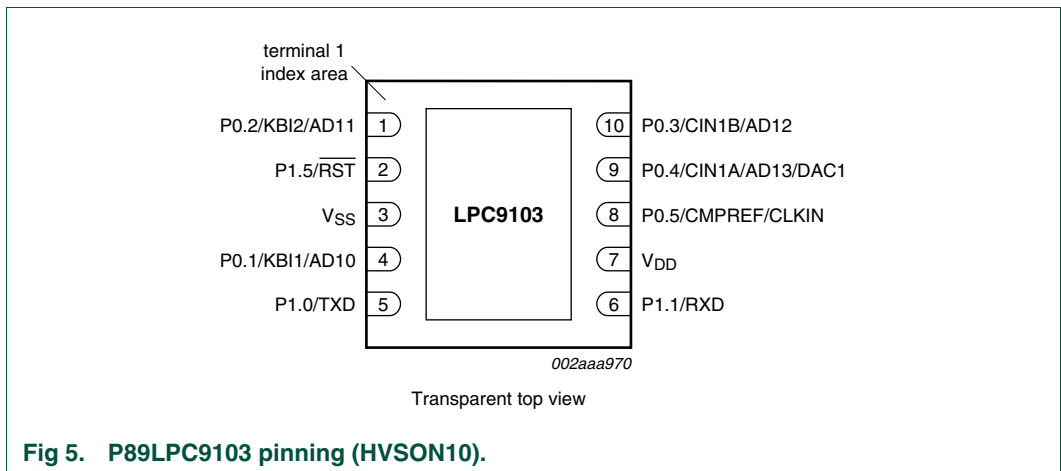 terminal 1
index area
P0.2/KBI2/AD11 1
P1.5/RST 2
VSS 3
P0.1/KBI1/AD10 4
P1.0/TXD 5
LPC9103
10 P0.3/CIN1B/AD12
9 P0.4/CIN1A/AD13/DAC1
8 P0.5/CMPREF/CLKIN
7 VDD
6 P1.1/RXD
002aaa970
Transparent top view
Fig 5. P89LPC9103 pinning (HVSON10).